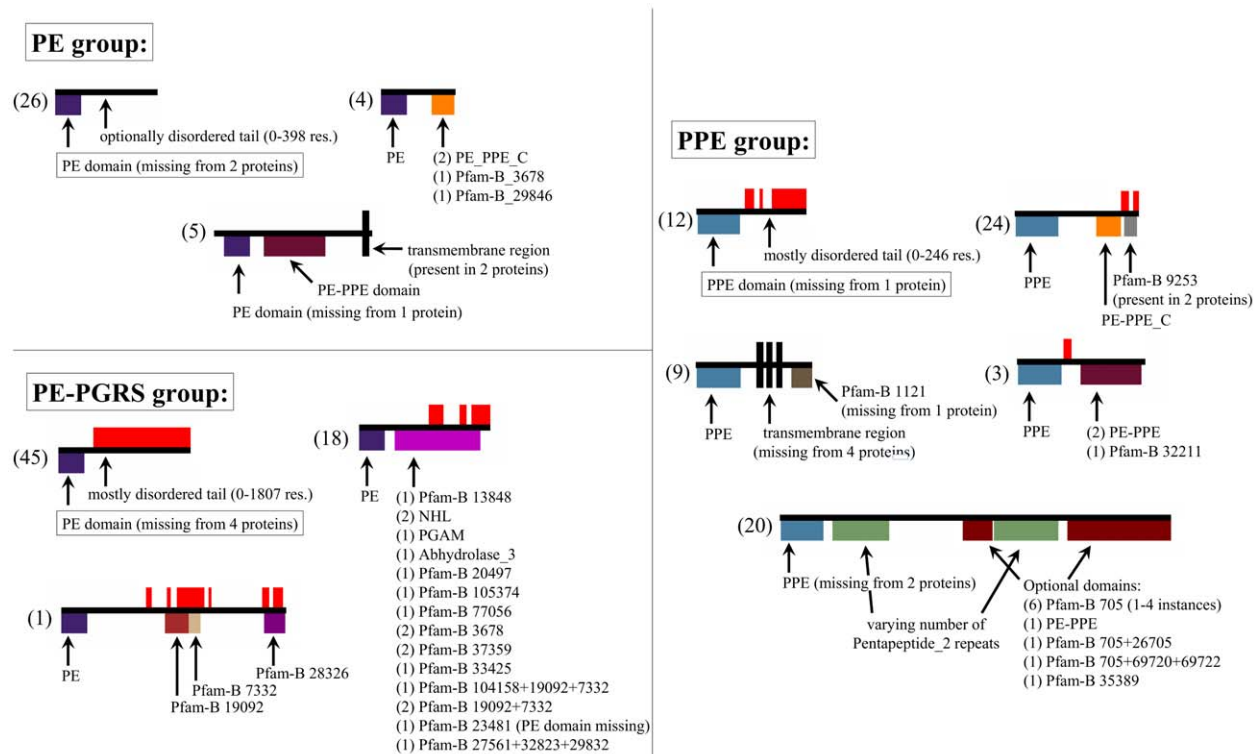 PE group:
(26)
optionally disordered tail (0-398 res.)
PE domain (missing from 2 proteins)
(4)
PE
(2) PE_PPE_C
(1) Pfam-B_3678
(1) Pfam-B_29846
(5)
transmembrane region
(present in 2 proteins)
PE-PPE domain
PE domain (missing from 1 protein)
PE-PGRS group:
(45)
mostly disordered tail (0-1807 res.)
PE domain (missing from 4 proteins)
(1)
PE
Pfam-B 28326
Pfam-B 7332
Pfam-B 19092
(18)
PE
(1) Pfam-B 13848
(2) NHL
(1) PGAM
(1) Abhydrolase_3
(1) Pfam-B 20497
(1) Pfam-B 105374
(1) Pfam-B 77056
(2) Pfam-B 3678
(2) Pfam-B 37359
(1) Pfam-B 33425
(1) Pfam-B 104158+19092+7332
(2) Pfam-B 19092+7332
(1) Pfam-B 23481 (PE domain missing)
(1) Pfam-B 27561+32823+29832
PPE group:
(12)
mostly disordered tail (0-246 res.)
PPE domain (missing from 1 protein)
(24)
PPE
Pfam-B 9253
(present in 2 proteins)
PE-PPE_C
(9)
Pfam-B 1121
(missing from 1 protein)
PPE
transmembrane region
(missing from 4 proteins)
(3)
PPE
(2) PE-PPE
(1) Pfam-B 32211
(20)
PPE (missing from 2 proteins)
varying number of
Pentapeptide_2 repeats
Optional domains:
(6) Pfam-B 705 (1-4 instances)
(1) PE-PPE
(1) Pfam-B 705+26705
(1) Pfam-B 705+69720+69722
(1) Pfam-B 35389